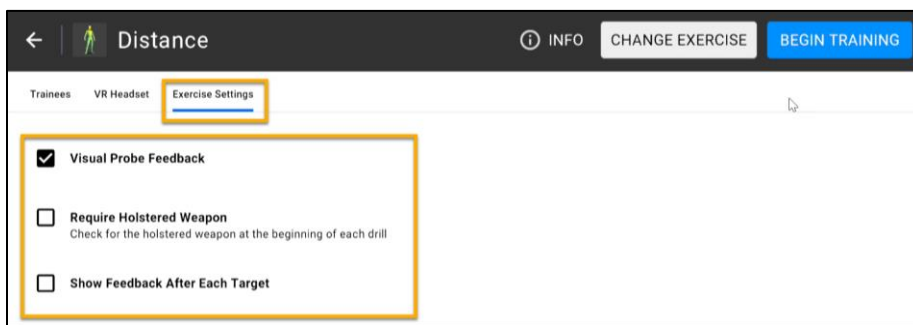 Distance
INFO
CHANGE EXERCISE
BEGIN TRAINING
Trainees
VR Headset
Exercise Settings
Visual Probe Feedback
Require Holstered Weapon
Check for the holstered weapon at the beginning of each drill
Show Feedback After Each Target